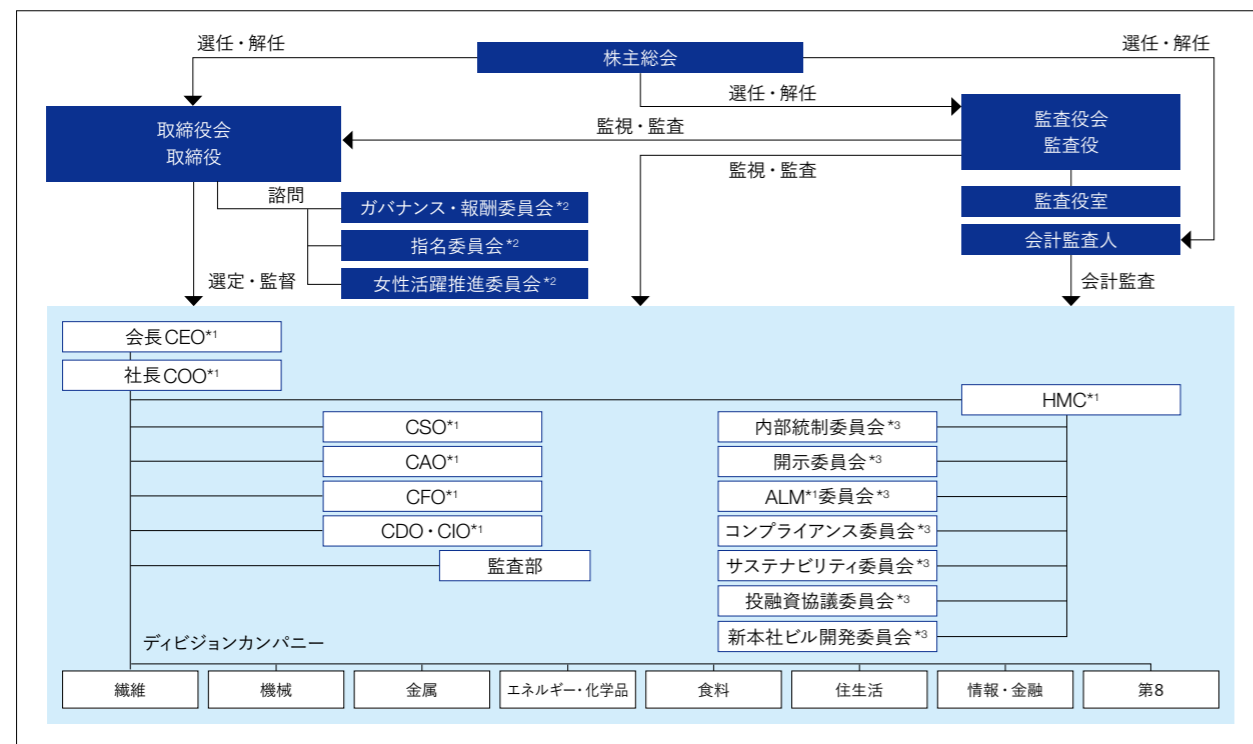 選任・解任
株主総会
選任・解任
選任・解任
取締役会
取締役
監視・監査
監査役会
監査役
監視・監査
諮問
ガバナンス・報酬委員会*2
監査役室
指名委員会*2
会計監査人
女性活躍推進委員会*2
選定・監督
会計監査
会長CEO*1
社長COO*1
HMC*1
CSO*1
内部統制委員会*3
CAO*1
開示委員会*3
CFO*1
ALM*1委員会*3
CDO・CIO*1
コンプライアンス委員会*3
監査部
サステナビリティ委員会*3
投融資協議委員会*3
新本社ビル開発委員会*3
ディビジョンカンパニー
繊維
機械
金属
エネルギー・化学品
食料
住生活
情報・金融
第8